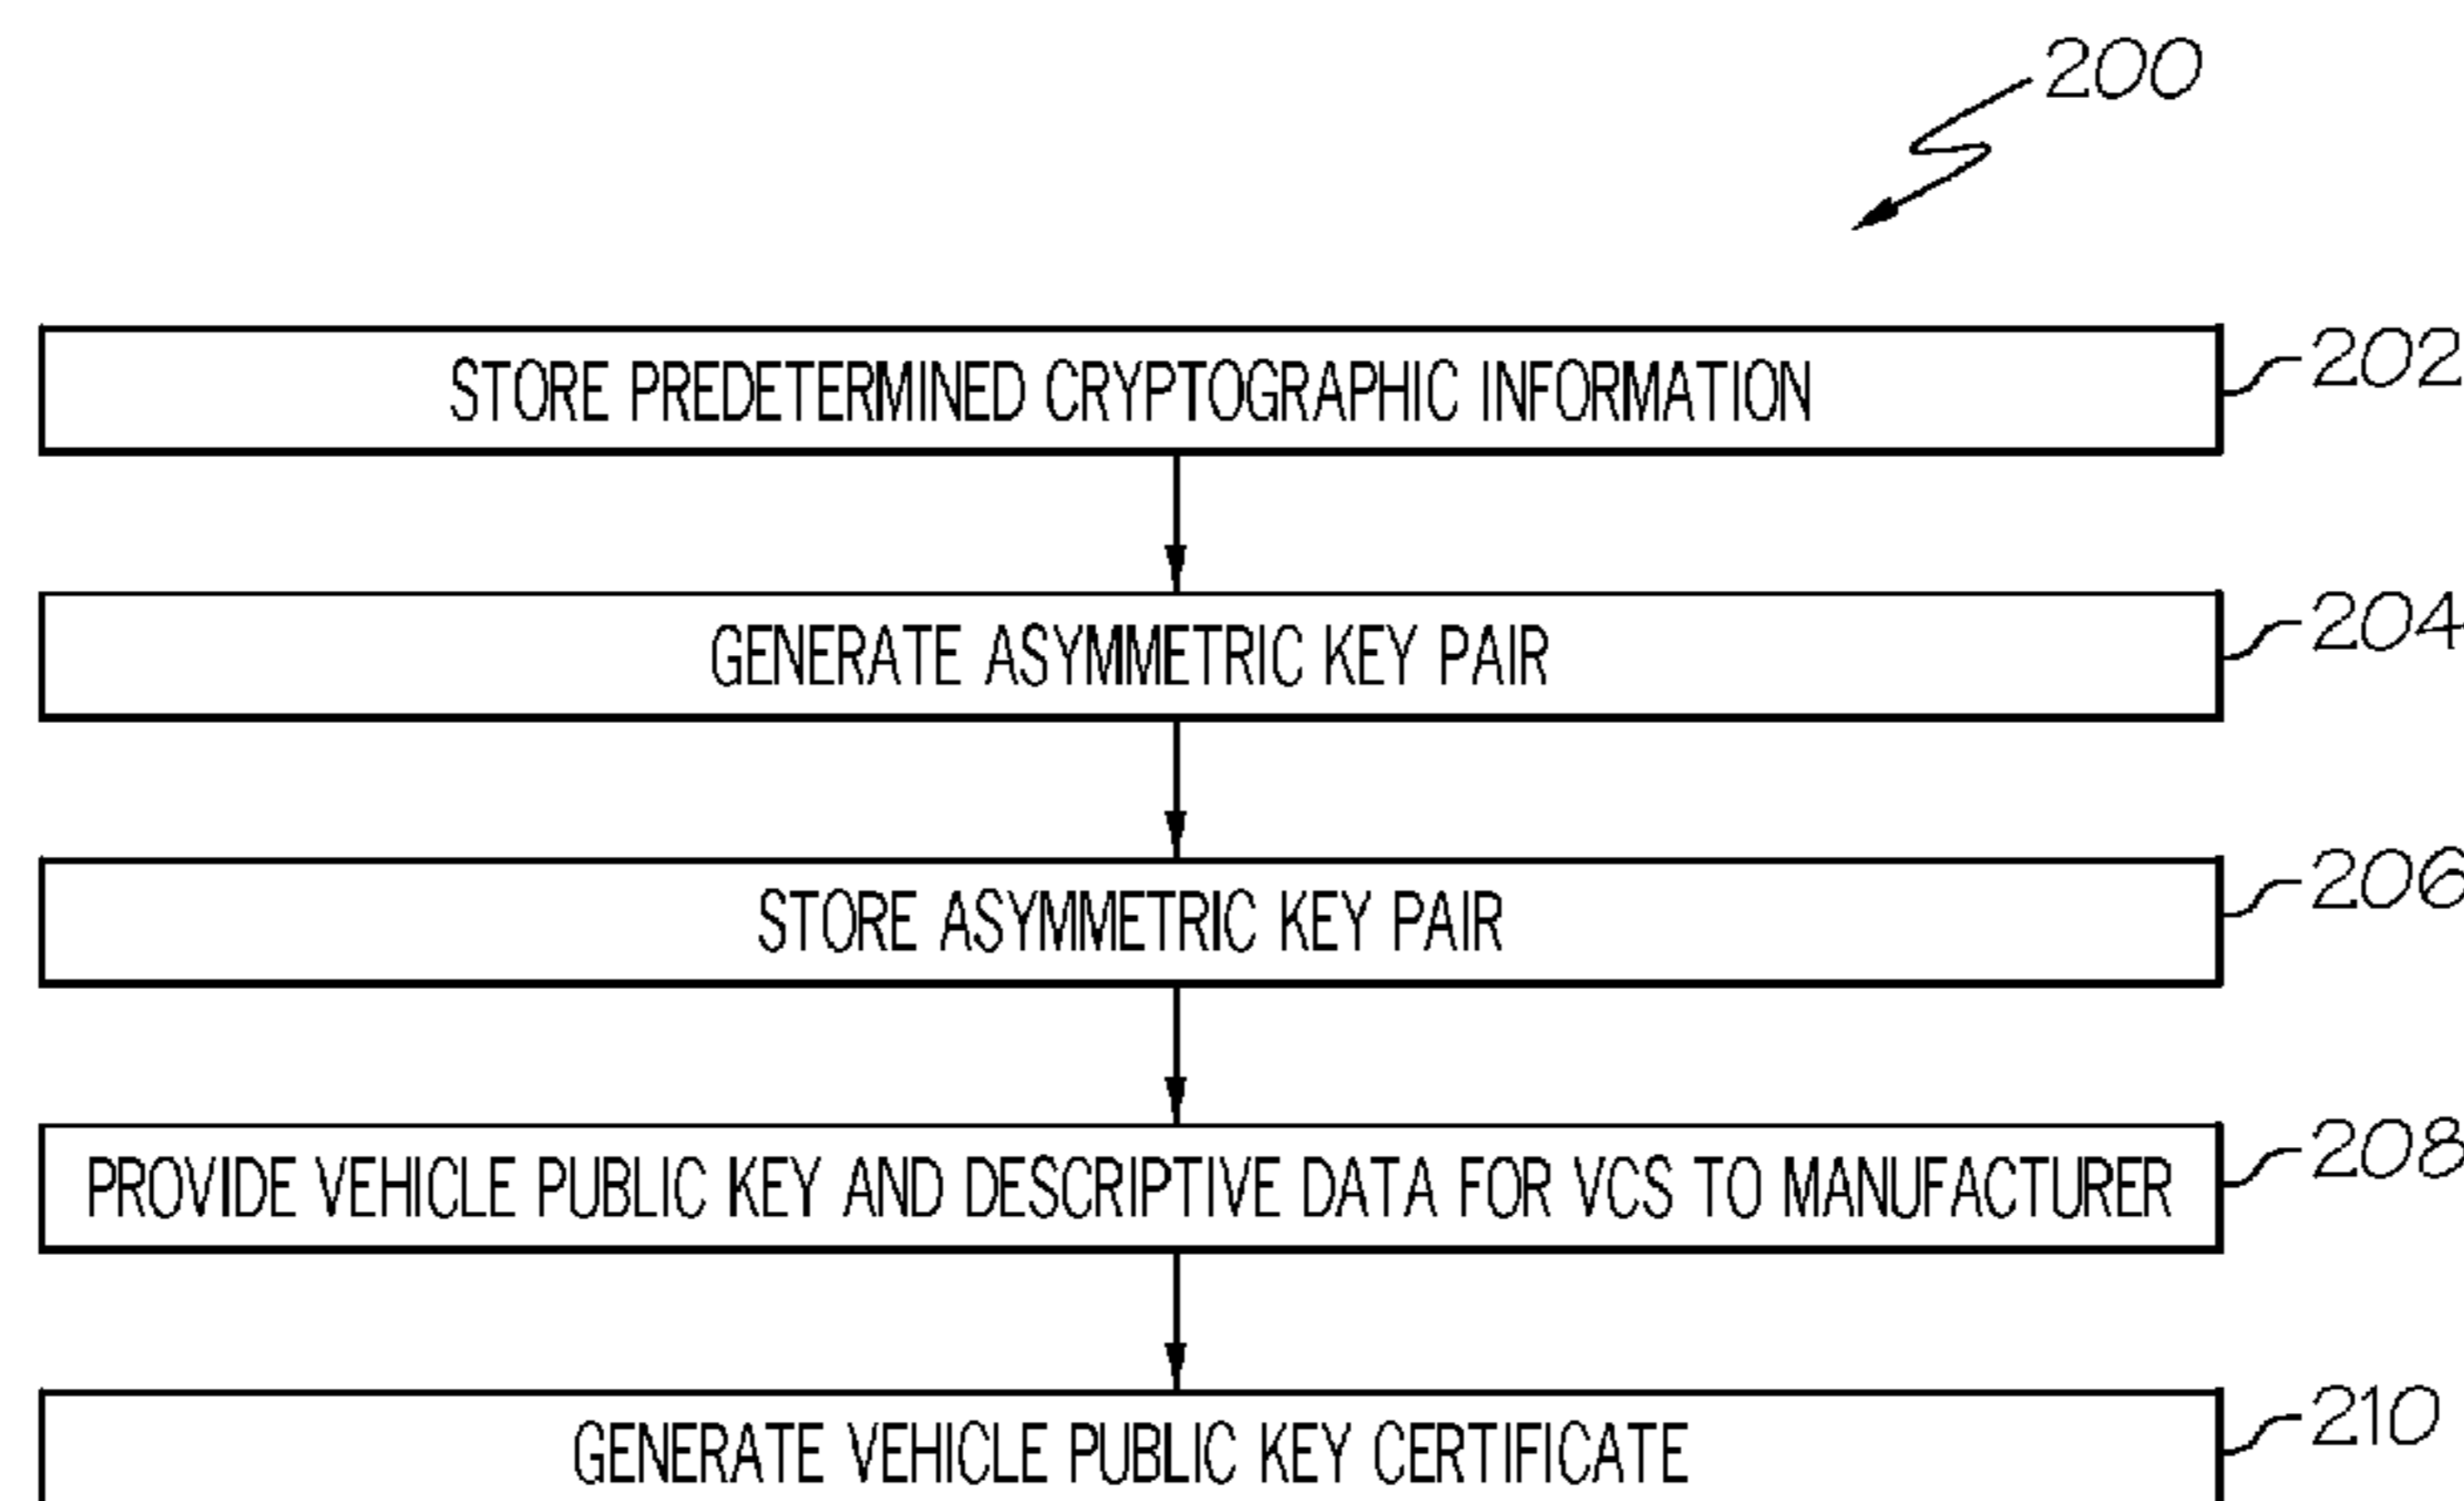 200
STORE PREDETERMINED CRYPTOGRAPHIC INFORMATION
202
GENERATE ASYMMETRIC KEY PAIR
204
STORE ASYMMETRIC KEY PAIR
206
PROVIDE VEHICLE PUBLIC KEY AND DESCRIPTIVE DATA FOR VCS TO MANUFACTURER
208
GENERATE VEHICLE PUBLIC KEY CERTIFICATE
210